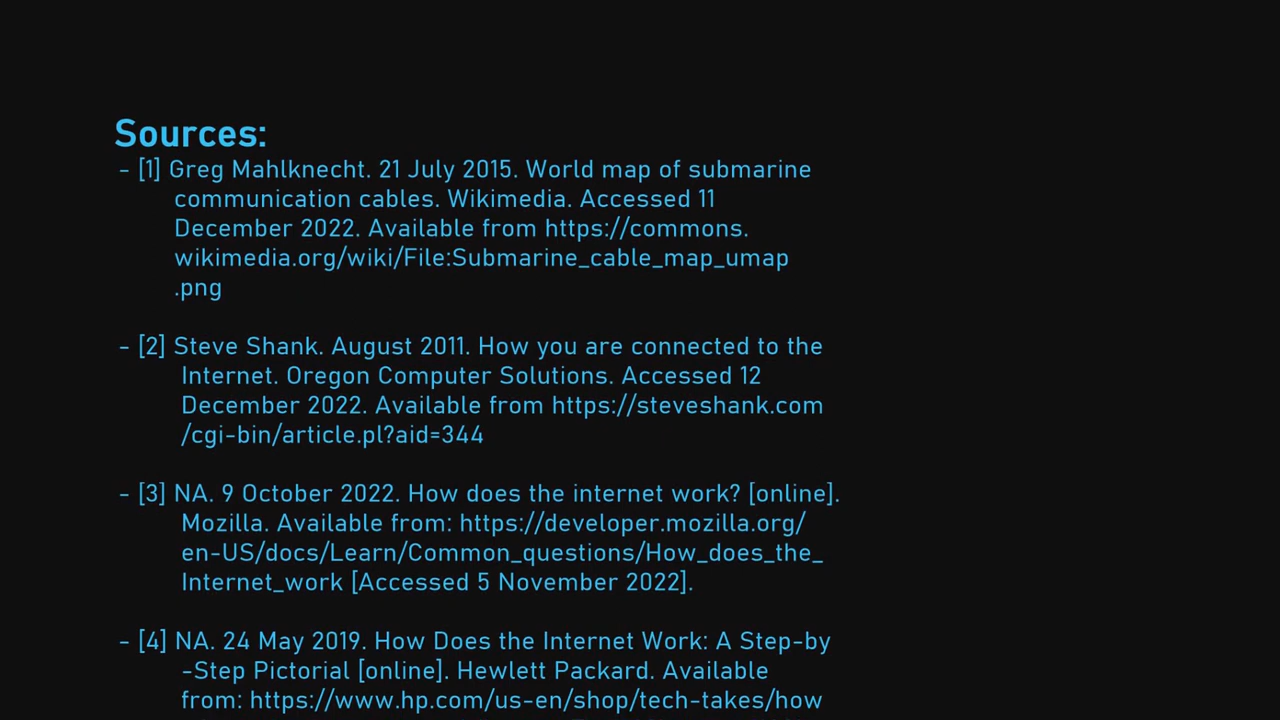 Sources:
- [1] Greg Mahlknecht. 21 July 2015. World map of submarine
communication cables. Wikimedia. Accessed 11
December 2022. Available from https://commons.
wikimedia.org/wiki/File:Submarine_cable_map_umap
.png
- [2] Steve Shank. August 2011. How you are connected to the
Internet. Oregon Computer Solutions. Accessed 12
December 2022. Available from https://steveshank.com
/cgi-bin/article.pl?aid=344
- [3] NA. 9 October 2022. How does the internet work? [online].
Mozilla. Available from: https://developer.mozilla.org/
en-US/docs/Learn/Common_questions/How_does_the_
Internet_work [Accessed 5 November 2022].
- [4] NA. 24 May 2019. How Does the Internet Work: A Step-by
-Step Pictorial [online]. Hewlett Packard. Available
from: https://www.hp.com/us-en/shop/tech-takes/how